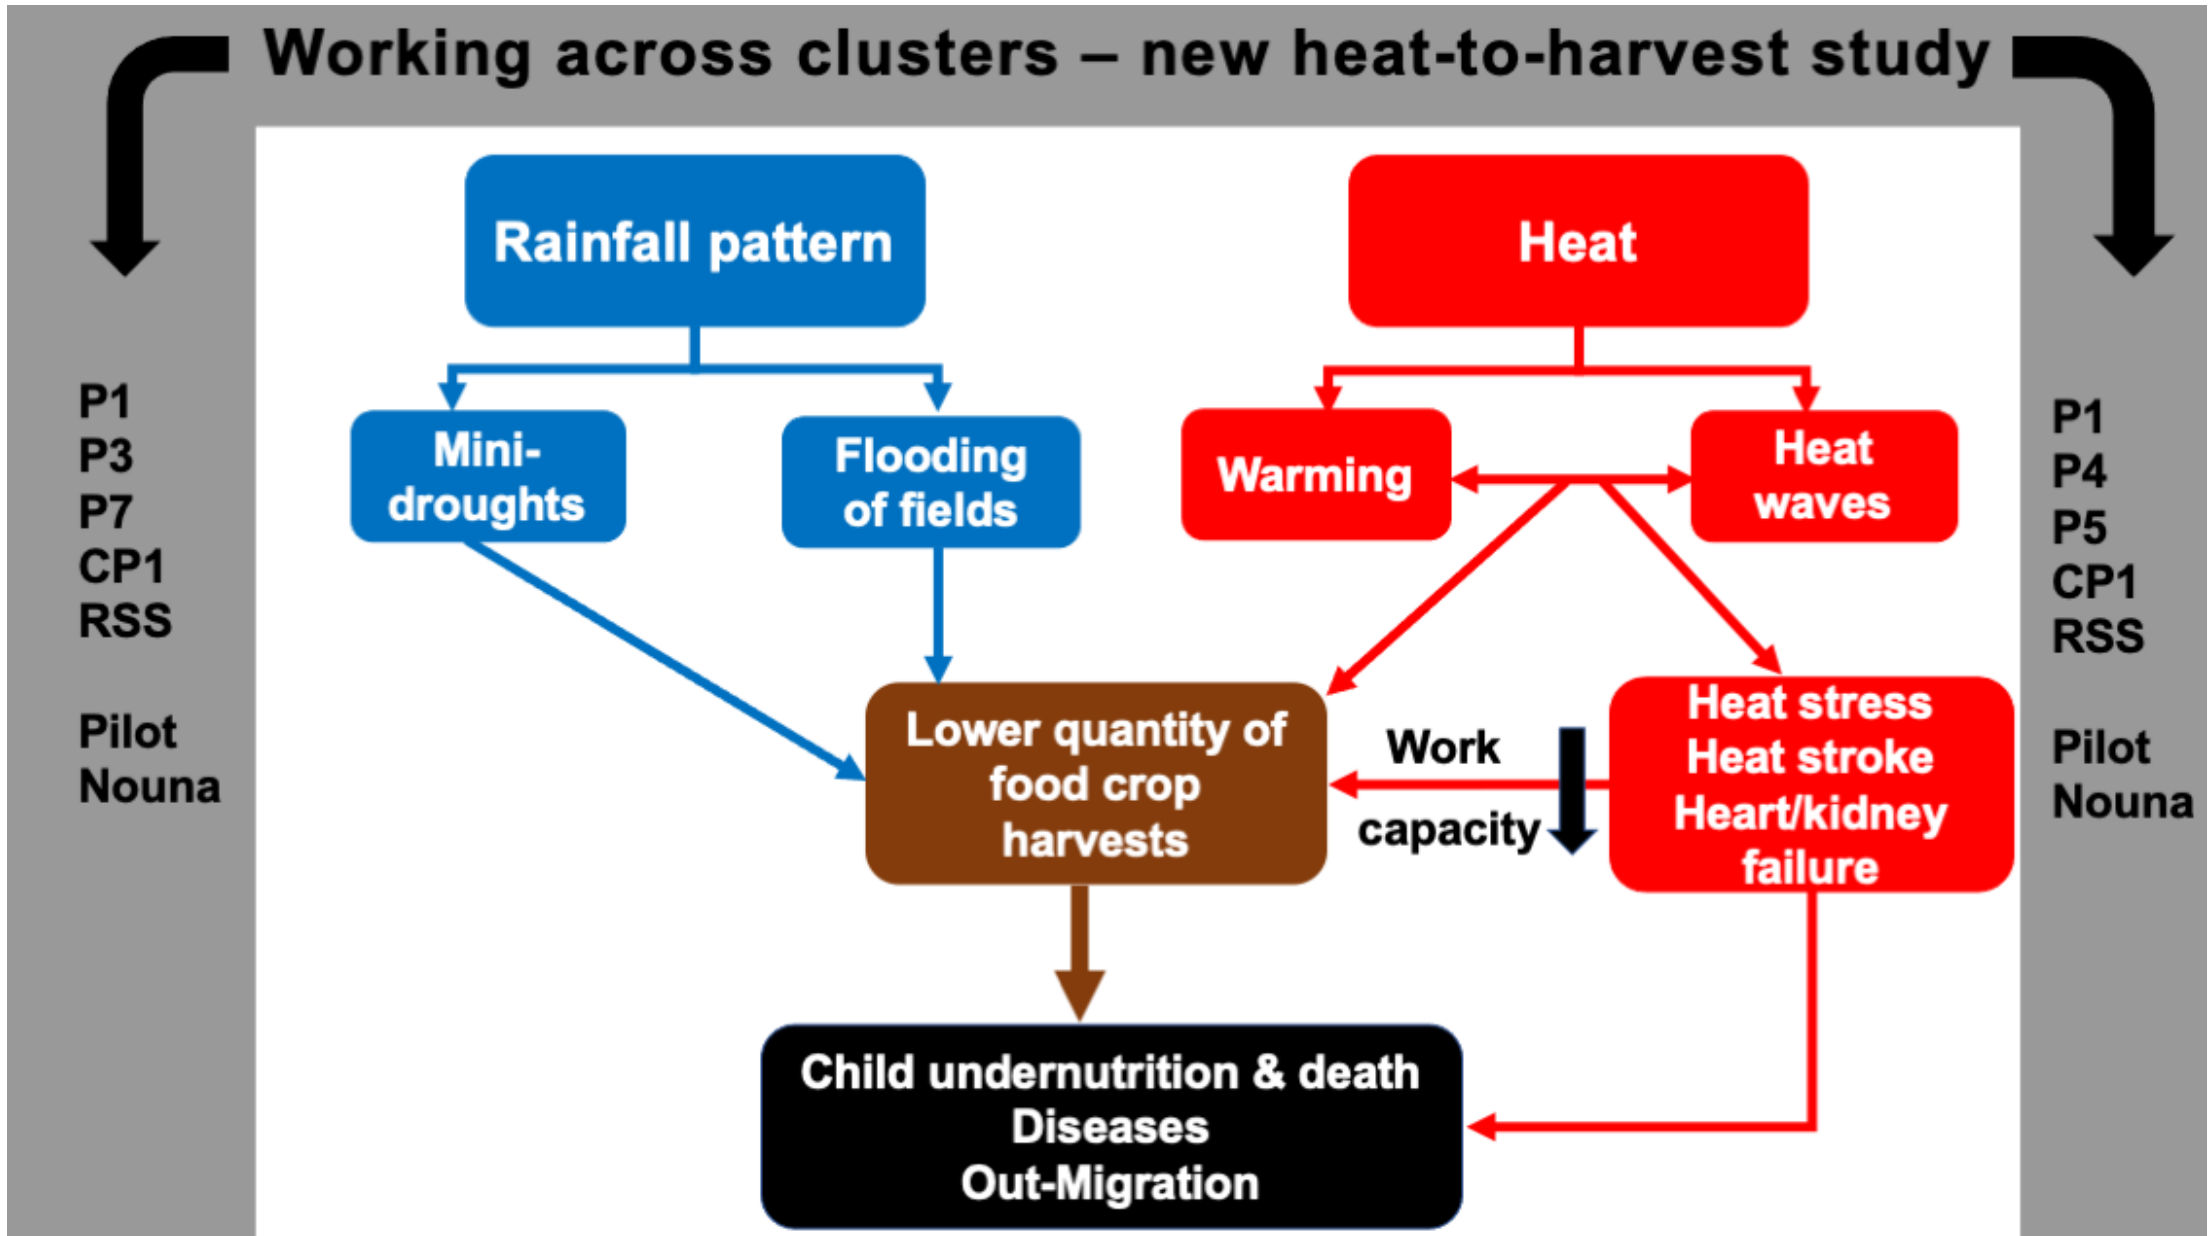 Working across clusters – new heat-to-harvest study
P1
P3
P7
CP1
RSS
Pilot
Nouna
Rainfall pattern
Mini-
droughts
Flooding
of fields
Heat
Warming
Heat
waves
Lower quantity of
food crop
harvests
Work
capacity
Heat stress
Heat stroke
Heart/kidney
failure
Child undernutrition & death
Diseases
Out-Migration
P1
P4
P5
CP1
RSS
Pilot
Nouna